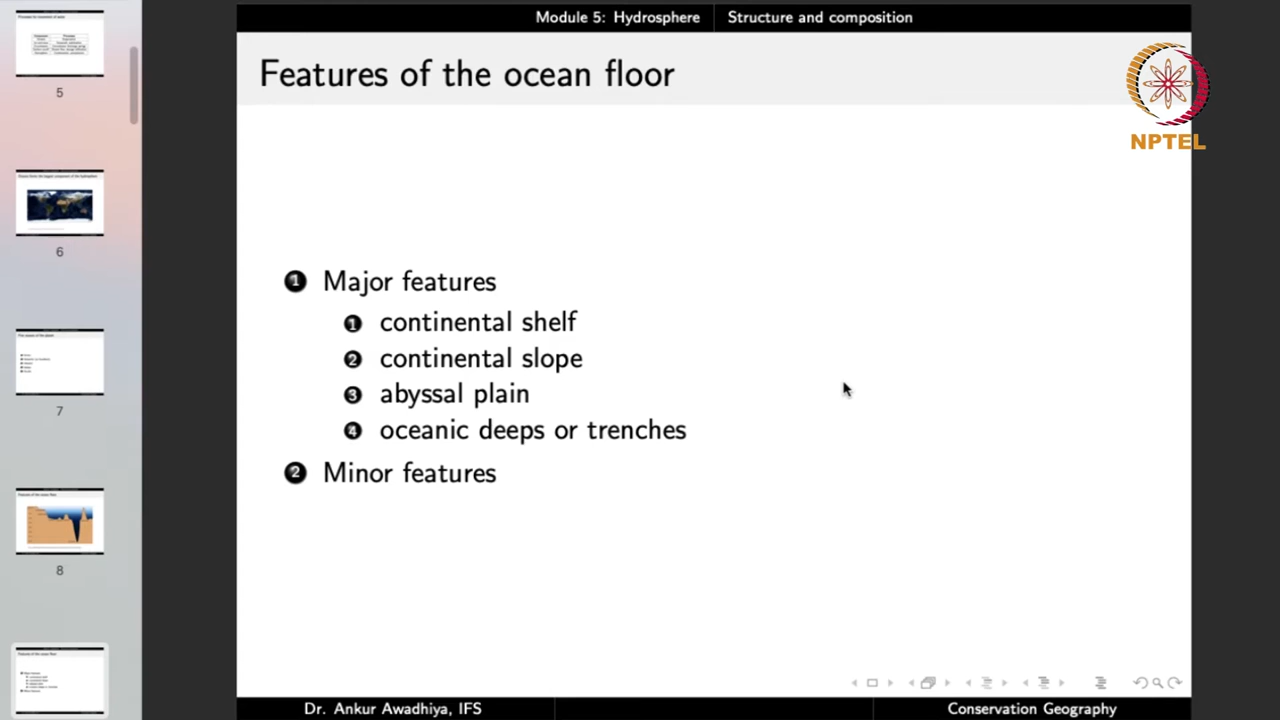 Module 5: Hydrosphere Structure and composition
Features of the ocean floor
NPTEL
1 Major features
1 continental shelf
2 continental slope
3 abyssal plain
4 oceanic deeps or trenches
2 Minor features
Dr. Ankur Awadhiya, IFS Conservation Geography
5
6
7
8